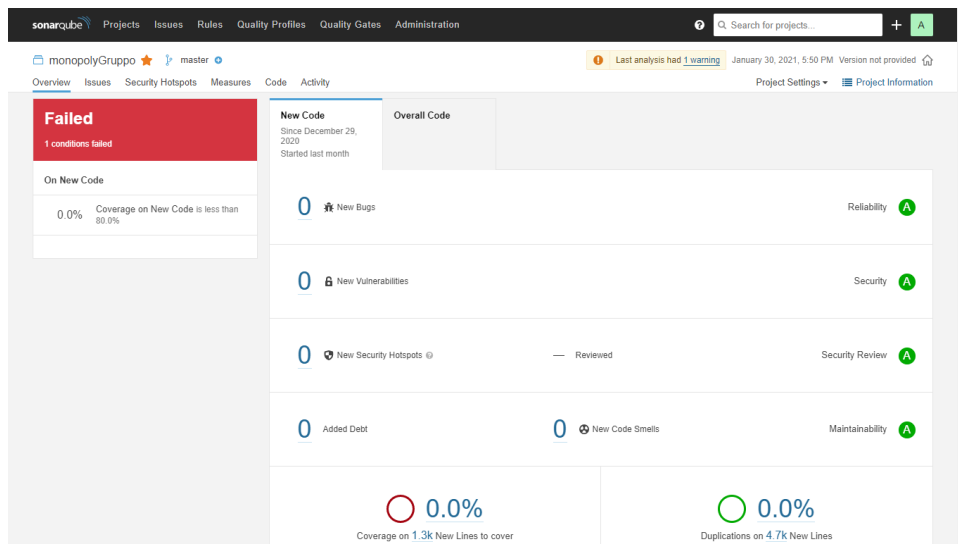 sonarqube Projects Issues Rules Quality Profiles Quality Gates Administration ? Search for projects... + A
monopolyGruppo master Last analysis had 1 warning January 30, 2021, 5:50 PM Version not provided
Overview Issues Security Hotspots Measures Code Activity Project Settings Project Information
Failed
1 conditions failed
On New Code
0.0% Coverage on New Code is less than
80.0%
New Code Overall Code
Since December 29,
2020
Started last month
0 New Bugs Reliability A
0 New Vulnerabilities Security A
0 New Security Hotspots ? — Reviewed Security Review A
0 Added Debt 0 New Code Smells Maintainability A
0.0% 0.0%
Coverage on 1.3k New Lines to cover Duplications on 4.7k New Lines